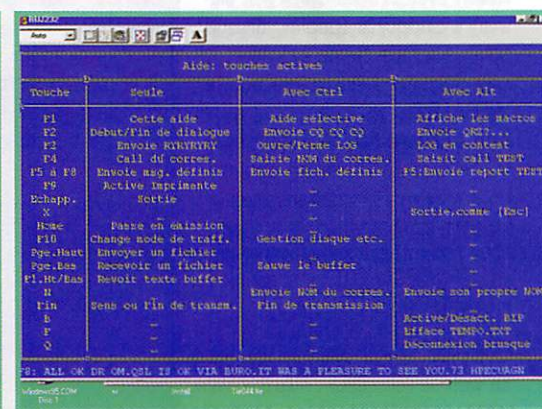 BU2232
Auto
Aide: touches actives
Touche Seule Avec Ctrl Avec Alt
F1 Cette aide Aide sélective Affiche les macros
F2 Début/Fin de dialogue Envoie CQ CQ CQ Envoie QRZ?...
F3 Envoie RYRYRYRY Ouvre/Ferme LOG LOG en contest
F4 Call du corres. Saisie NOM du corres. Saisit call TEST
F5 à F8 Envoie msg. définis Envoie fich. définis F5:Envoie report TEST
F9 Active Imprimante _ _
Echapp. Sortie _ _
X _ _ Sortie,comme [Esc]
Home Passe en émission _ _
F10 Change mode de traff. Gestion disque etc. _
Pge.Haut Envoyer un fichier _ _
Pge.Bas Recevoir un fichier Sauve le buffer _
Fl.Ht/Bas Revoir texte buffer _ _
N _ Envoie NOM du corres. Envoie son propre NOM
Fin Sens ou Fin de transm. Fin de transmission _
B _ _ Active/Désact. BIP
F _ _ Efface TEMPO.TXT
Q _ _ Déconnexion brusque
F8: ALL OK DR OM.QSL IS OK VIA BURO.IT WAS A PLEASURE TO SEE YOU.73 HPECUAGN